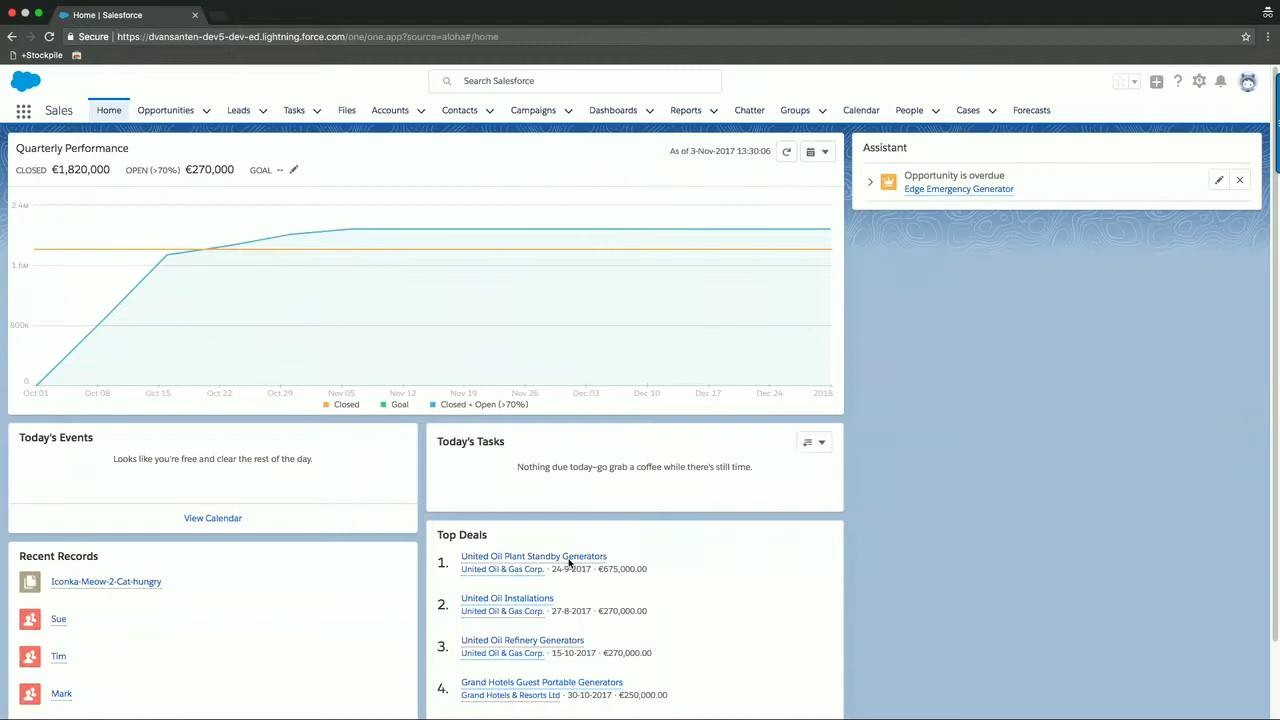 Home | Salesforce
Secure | https://dvansanten-dev5-dev-ed.lightning.force.com/one/one.app?source=aloha#/home
+Stockpile
Search Salesforce
Sales Home Opportunities Leads Tasks Files Accounts Contacts Campaigns Dashboards Reports Chatter Groups Calendar People Cases Forecasts
Quarterly Performance
As of 3-Nov-2017 13:30:06
CLOSED €1,820,000 OPEN (>70%) €270,000 GOAL --
2.4M
1.6M
800K
0
Oct 01 Oct 08 Oct 15 Oct 22 Oct 29 Nov 05 Nov 12 Nov 19 Nov 26 Dec 03 Dec 10 Dec 17 Dec 24 2018
Closed Goal Closed + Open (>70%)
Assistant
Opportunity is overdue
Edge Emergency Generator
Today's Events
Looks like you're free and clear the rest of the day.
View Calendar
Today's Tasks
Nothing due today–go grab a coffee while there's still time.
Recent Records
Iconka-Meow-2-Cat-hungry
Sue
Tim
Mark
Top Deals
1. United Oil Plant Standby Generators
United Oil & Gas Corp. · 24-9-2017 · €675,000.00
2. United Oil Installations
United Oil & Gas Corp. · 27-8-2017 · €270,000.00
3. United Oil Refinery Generators
United Oil & Gas Corp. · 15-10-2017 · €270,000.00
4. Grand Hotels Guest Portable Generators
Grand Hotels & Resorts Ltd · 30-10-2017 · €250,000.00